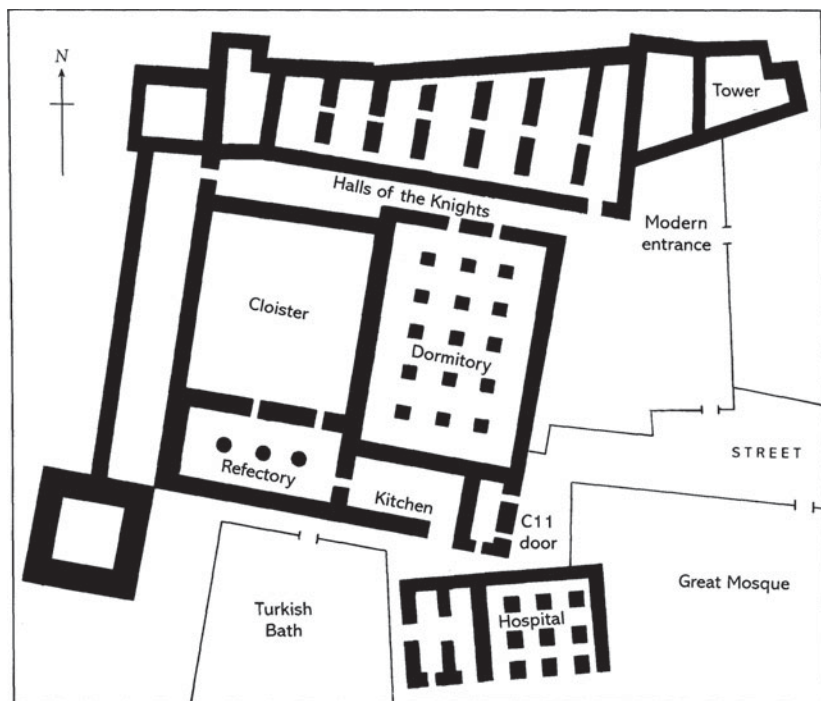 N
Tower
Halls of the Knights
Modern
entrance
Cloister
Dormitory
STREET
Refectory
Kitchen
C11
door
Great Mosque
Turkish
Bath
Hospital